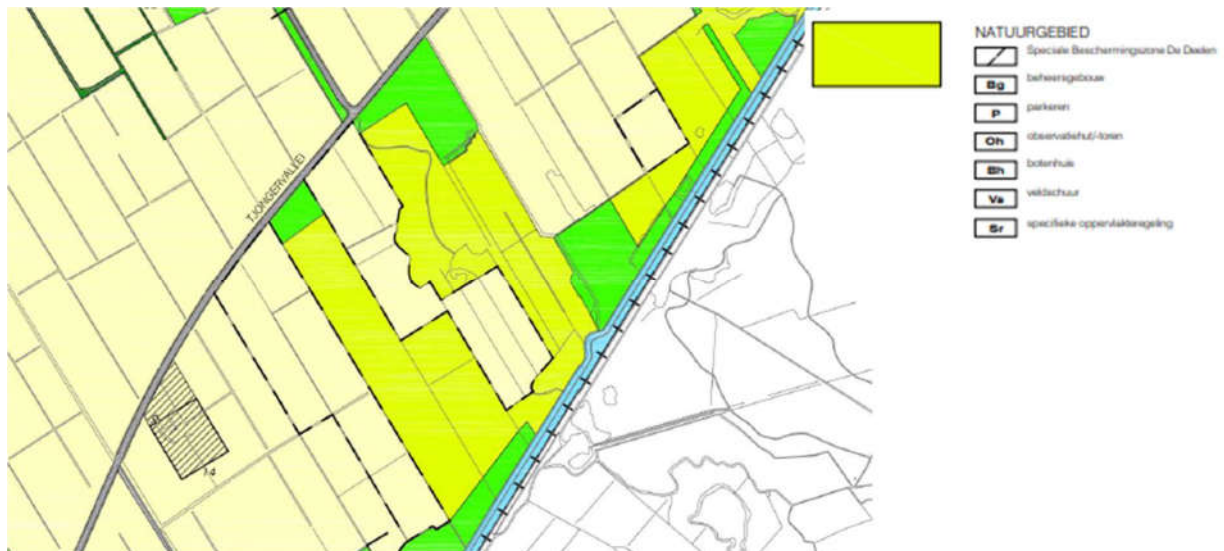 NATUURGEBIED
Speciale Beschermingszone De Deelen
Bg beheersgebouw
P parkeren
Oh observatiehut/-toren
Bh botenhuis
Vs veldschuur
Sr specifieke oppervlakteregeling
TJONGERVALLEI